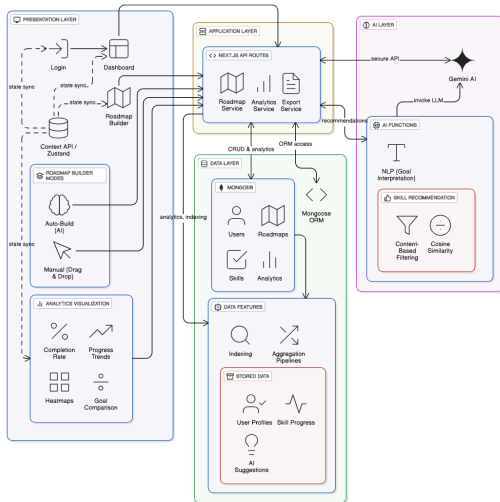 PRESENTATION LAYER
Login
Dashboard
state sync
state sync
state sync
Roadmap
Builder
Context API /
Zustand
ROADMAP BUILDER
MODES
Auto-Build
(AI)
state sync
Manual (Drag
& Drop)
ANALYTICS VISUALIZATION
Completion
Rate
Progress
Trends
Heatmaps
Goal
Comparison
APPLICATION LAYER
NEXT.JS API ROUTES
Roadmap
Service
Analytics
Service
Export
Service
ORM access
CRUD & analytics
analytics, indexing
DATA LAYER
MONGODB
Users
Roadmaps
Skills
Analytics
Mongoose
ORM
DATA FEATURES
Indexing
Aggregation
Pipelines
STORED DATA
User Profiles
Skill Progress
AI
Suggestions
AI LAYER
secure API
Gemini AI
invoke LLM
recommendations
AI FUNCTIONS
NLP (Goal
Interpretation)
SKILL RECOMMENDATION
Content-
Based
Filtering
Cosine
Similarity